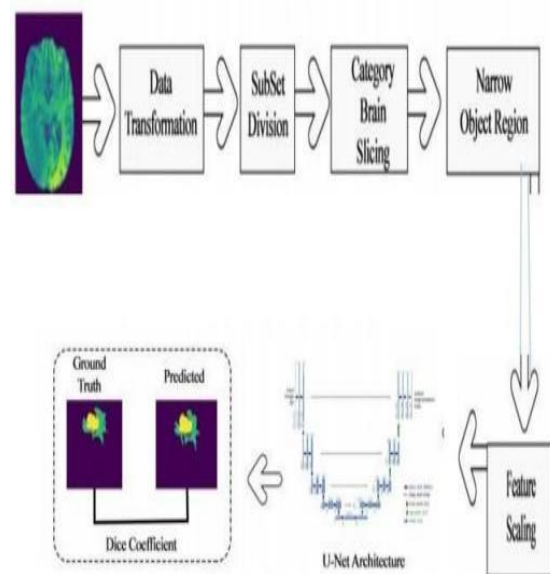 Data
Transformation
SubSet
Division
Category
Brain
Slicing
Narrow
Object Region
Feature
Scaling
U-Net Architecture
Ground
Truth
Predicted
Dice Coefficient